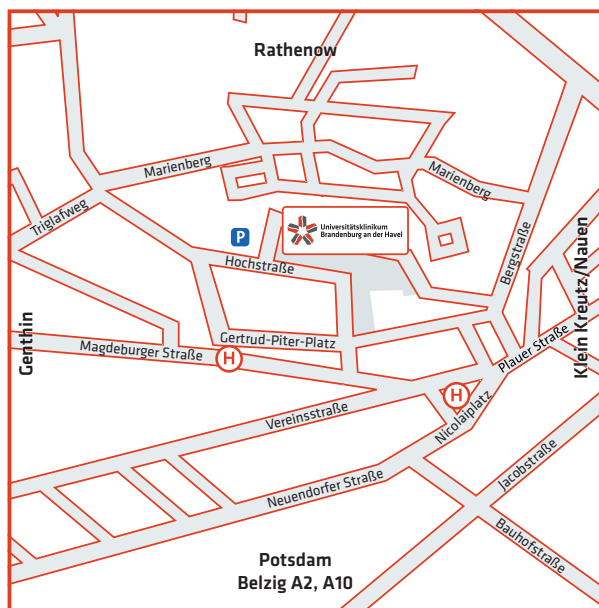 Rathenow
Marienberg
Marienberg
Triglafweg
P
Universitätsklinikum
Brandenburg an der Havel
Hochstraße
Bergstraße
Klein Kreutz/Nauen
Genthin
Gertrud-Piter-Platz
Magdeburger Straße
H
Plauer Straße
H
Vereinsstraße
Nicolaiplatz
Neuendorfer Straße
Jacobstraße
Bauhofstraße
Potsdam
Belzig A2, A10